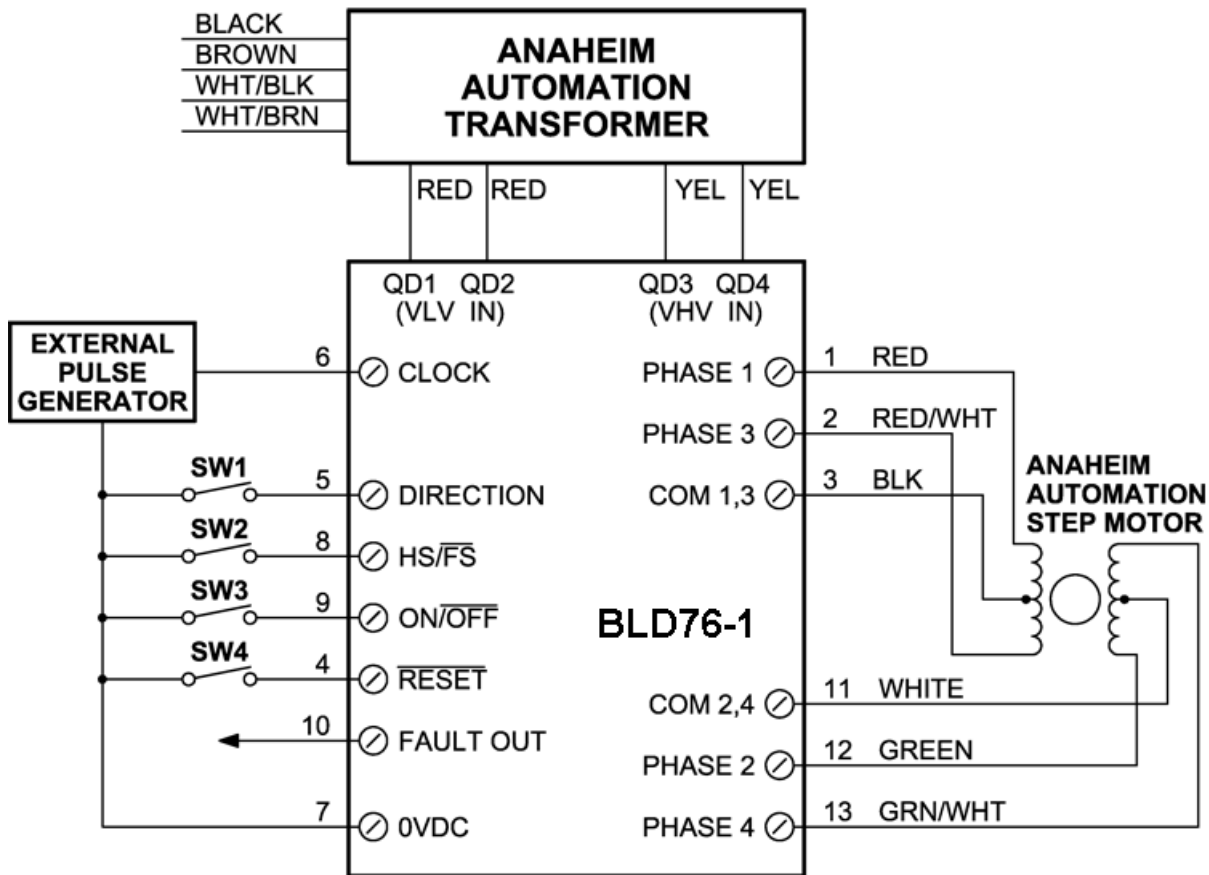 BLACK
BROWN
WHT/BLK
WHT/BRN
ANAHEIM
AUTOMATION
TRANSFORMER
RED RED YEL YEL
QD1 QD2 QD3 QD4
(VLV IN) (VHV IN)
EXTERNAL
PULSE
GENERATOR
6 CLOCK
SW1 5 DIRECTION
SW2 8 HS/F̅S̅
SW3 9 ON/O̅F̅F̅
SW4 4 R̅E̅S̅E̅T̅
10 FAULT OUT
7 0VDC
BLD76-1
PHASE 1 1 RED
PHASE 3 2 RED/WHT
COM 1,3 3 BLK
COM 2,4 11 WHITE
PHASE 2 12 GREEN
PHASE 4 13 GRN/WHT
ANAHEIM
AUTOMATION
STEP MOTOR